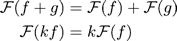 ℱ(f + g) = ℱ(f) + ℱ(g)
ℱ(kf) = kℱ(f)